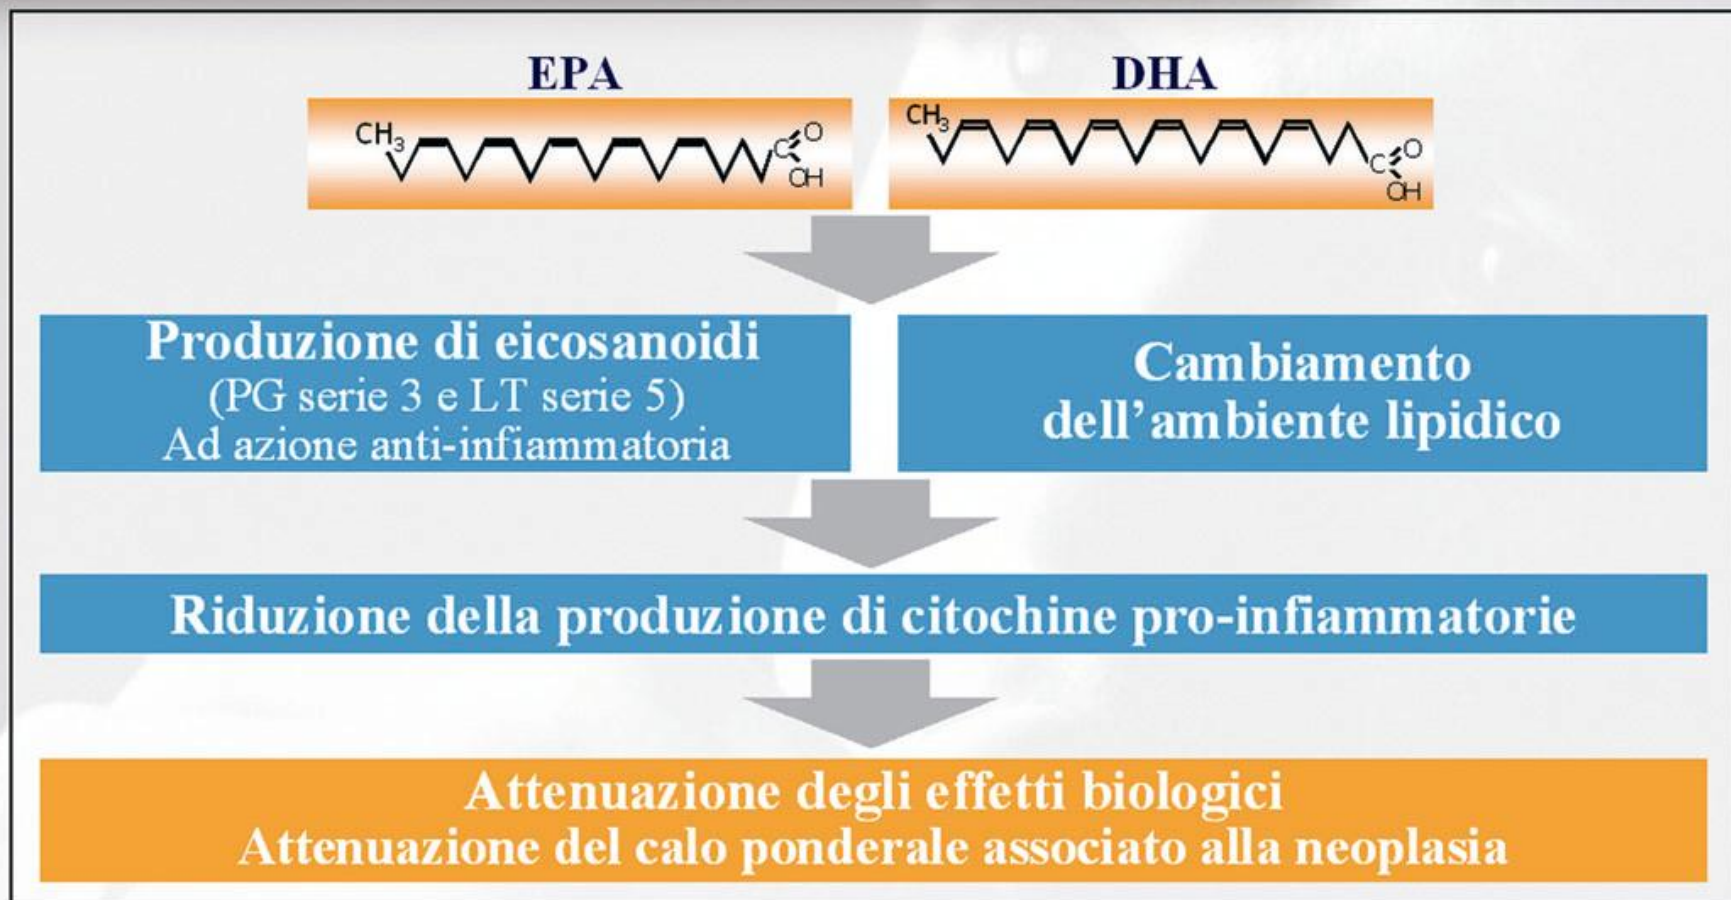 EPA
DHA
CH3
C
O
OH
CH3
C
O
OH
Produzione di eicosanoidi
(PG serie 3 e LT serie 5)
Ad azione anti-infiammatoria
Cambiamento
dell’ambiente lipidico
Riduzione della produzione di citochine pro-infiammatorie
Attenuazione degli effetti biologici
Attenuazione del calo ponderale associato alla neoplasia